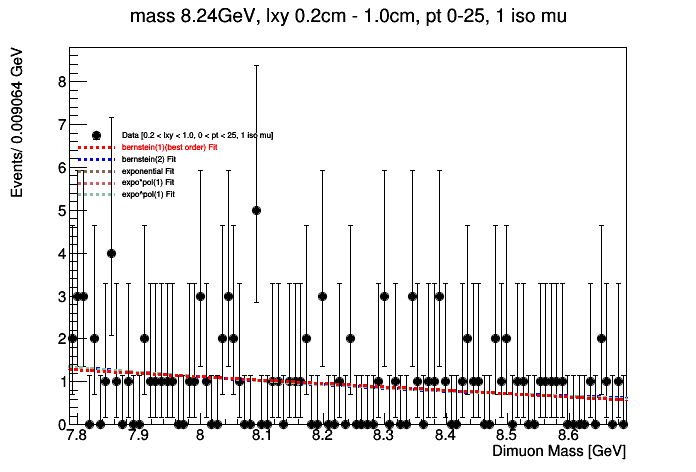 mass 8.24GeV, lxy 0.2cm - 1.0cm, pt 0-25, 1 iso mu
Events/ 0.009064 GeV
8
7
6
5
4
3
2
1
0
Data [0.2 < lxy < 1.0, 0 < pt < 25, 1 iso mu]
bernstein(1)(best order) Fit
bernstein(2) Fit
exponential Fit
expo*pol(1) Fit
expo*pol(1) Fit
7.8 7.9 8 8.1 8.2 8.3 8.4 8.5 8.6
Dimuon Mass [GeV]